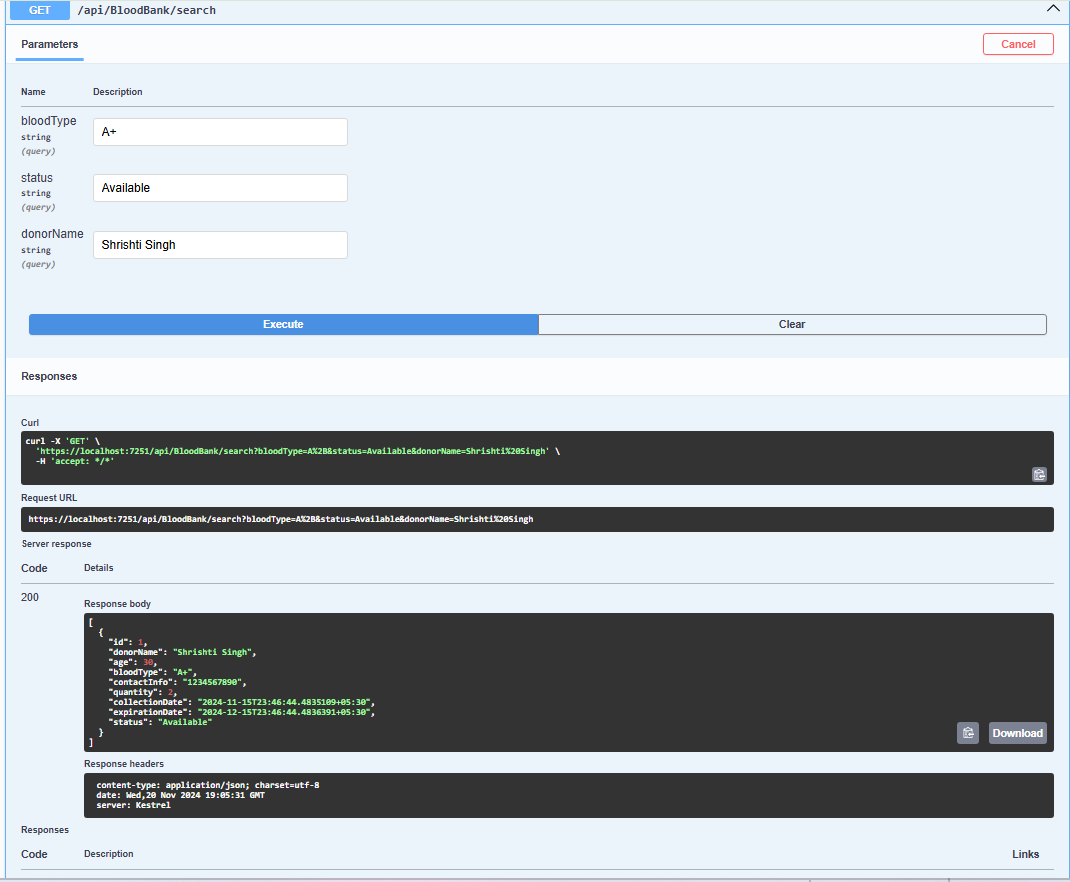 GET /api/BloodBank/search
Parameters
Cancel
Name Description
bloodType
string
(query)
A+
status
string
(query)
Available
donorName
string
(query)
Shrishti Singh
Execute Clear
Responses
Curl
curl -X 'GET' \
'https://localhost:7251/api/BloodBank/search?bloodType=A%2B&status=Available&donorName=Shrishti%20Singh' \
-H 'accept: */*'
Request URL
https://localhost:7251/api/BloodBank/search?bloodType=A%2B&status=Available&donorName=Shrishti%20Singh
Server response
Code Details
200
Response body
[
{
"id": 1,
"donorName": "Shrishti Singh",
"age": 30,
"bloodType": "A+",
"contactInfo": "1234567890",
"quantity": 2,
"collectionDate": "2024-11-15T23:46:44.4835109+05:30",
"expirationDate": "2024-12-15T23:46:44.4836391+05:30",
"status": "Available"
}
]
Download
Response headers
content-type: application/json; charset=utf-8
date: Wed,20 Nov 2024 19:05:31 GMT
server: Kestrel
Responses
Code Description Links